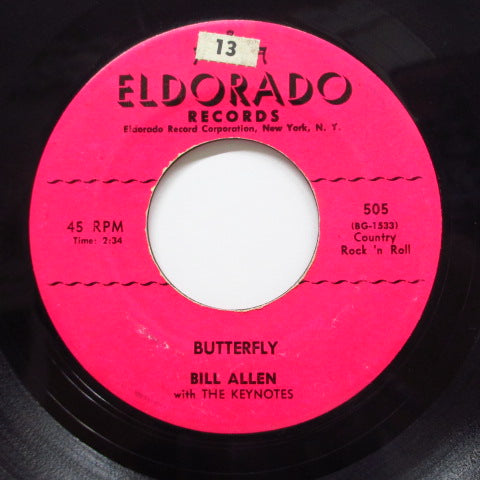 13
ELDORADO
RECORDS
Eldorado Record Corporation, New York, N. Y.
45 RPM
Time: 2:34
505
(BG-1533)
Country
Rock 'n Roll
BUTTERFLY
BILL ALLEN
with THE KEYNOTES